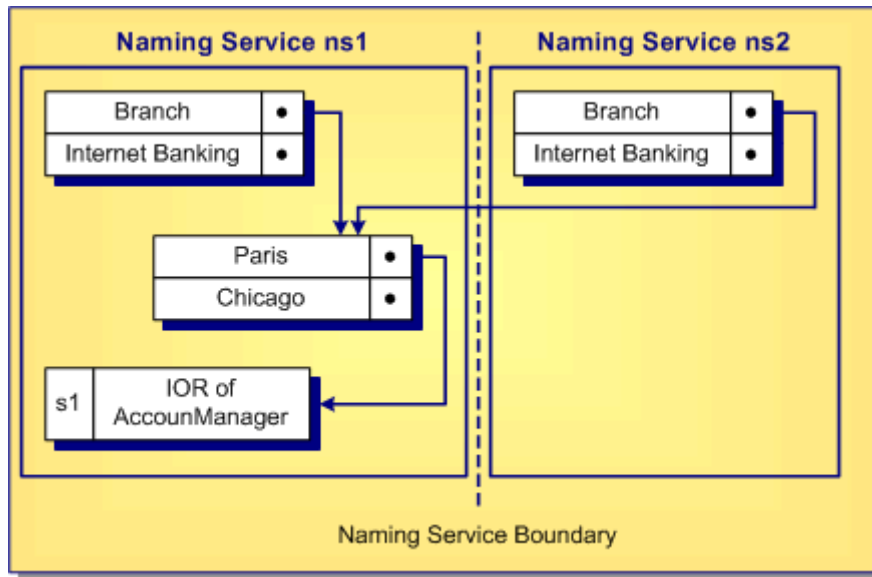 Naming Service ns1
Naming Service ns2
Branch
Internet Banking
Branch
Internet Banking
Paris
Chicago
s1
IOR of
AccounManager
Naming Service Boundary